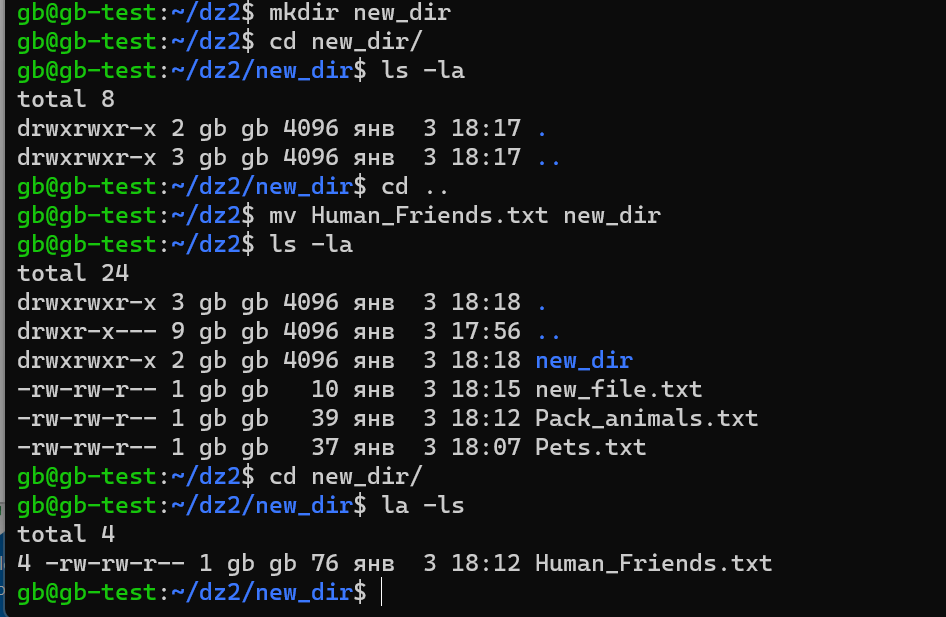 gb@gb-test:~/dz2$ mkdir new_dir
gb@gb-test:~/dz2$ cd new_dir/
gb@gb-test:~/dz2/new_dir$ ls -la
total 8
drwxrwxr-x 2 gb gb 4096 янв  3 18:17 .
drwxrwxr-x 3 gb gb 4096 янв  3 18:17 ..
gb@gb-test:~/dz2/new_dir$ cd ..
gb@gb-test:~/dz2$ mv Human_Friends.txt new_dir
gb@gb-test:~/dz2$ ls -la
total 24
drwxrwxr-x 3 gb gb 4096 янв  3 18:18 .
drwxr-x--- 9 gb gb 4096 янв  3 17:56 ..
drwxrwxr-x 2 gb gb 4096 янв  3 18:18 new_dir
-rw-rw-r-- 1 gb gb   10 янв  3 18:15 new_file.txt
-rw-rw-r-- 1 gb gb   39 янв  3 18:12 Pack_animals.txt
-rw-rw-r-- 1 gb gb   37 янв  3 18:07 Pets.txt
gb@gb-test:~/dz2$ cd new_dir/
gb@gb-test:~/dz2/new_dir$ la -ls
total 4
4 -rw-rw-r-- 1 gb gb 76 янв  3 18:12 Human_Friends.txt
gb@gb-test:~/dz2/new_dir$